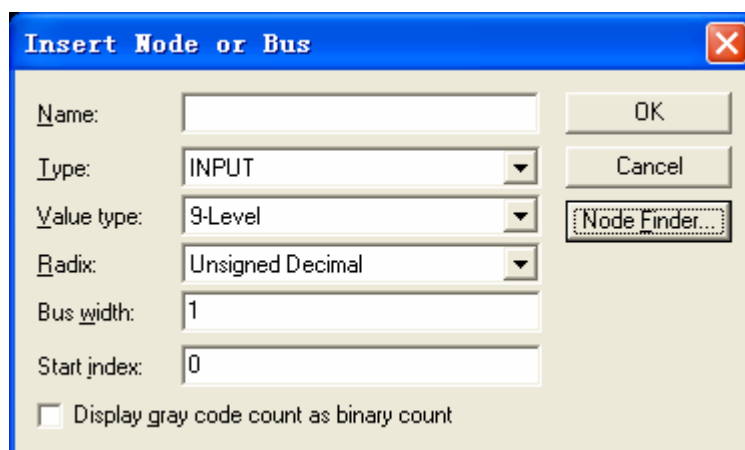 Insert Node or Bus
Name:
OK
Type: INPUT
Cancel
Value type: 9-Level
Node Finder...
Radix: Unsigned Decimal
Bus width: 1
Start index: 0
Display gray code count as binary count